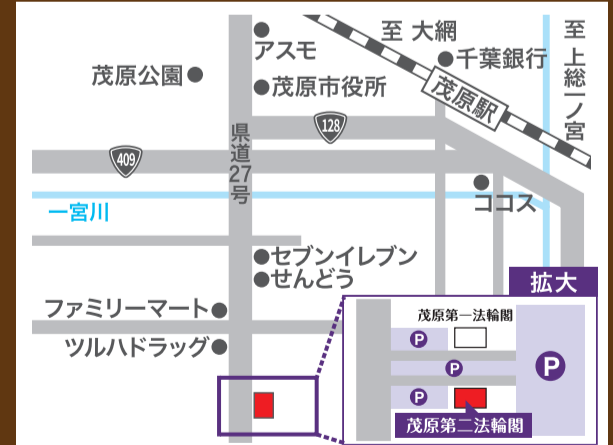 至 大網
至 上総一ノ宮
アスモ
千葉銀行
茂原公園
茂原市役所
茂原駅
128
県道27号
409
一宮川
ココス
セブンイレブン
せんどう
拡大
ファミリーマート
茂原第一法輪閣
ツルハドラッグ
P
P
P
P
茂原第二法輪閣